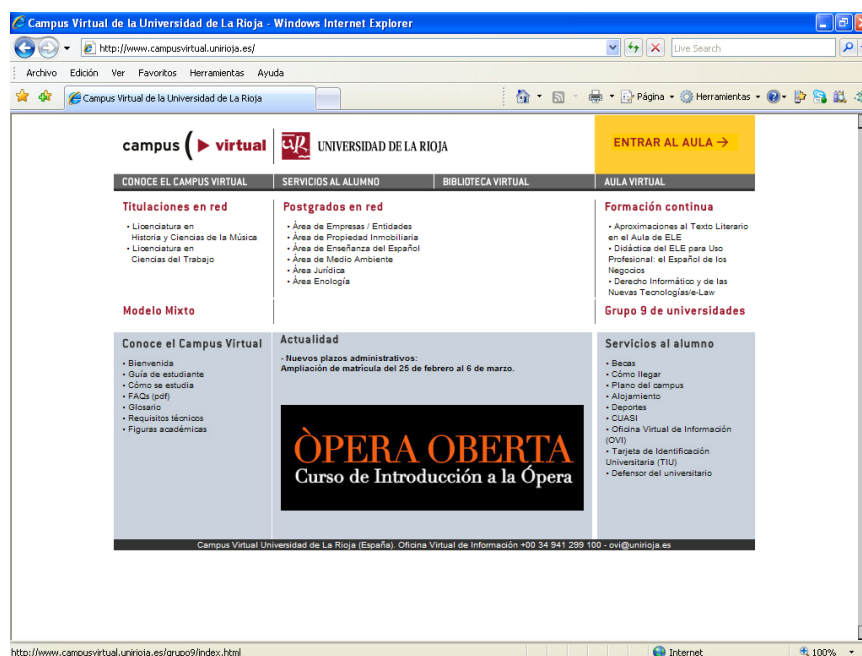 Campus Virtual de la Universidad de La Rioja - Windows Internet Explorer
http://www.campusvirtual.unirioja.es/
Live Search
Archivo Edición Ver Favoritos Herramientas Ayuda
Campus Virtual de la Universidad de La Rioja
Página Herramientas
campus virtual
UR UNIVERSIDAD DE LA RIOJA
ENTRAR AL AULA →
CONOCE EL CAMPUS VIRTUAL SERVICIOS AL ALUMNO BIBLIOTECA VIRTUAL AULA VIRTUAL
Titulaciones en red
· Licenciatura en
Historia y Ciencias de la Música
· Licenciatura en
Ciencias del Trabajo
Postgrados en red
· Área de Empresas / Entidades
· Área de Propiedad Inmobiliaria
· Área de Enseñanza del Español
· Área de Medio Ambiente
· Área Jurídica
· Área Enología
Formación continua
· Aproximaciones al Texto Literario
en el Aula de ELE
· Didáctica del ELE para Uso
Profesional: el Español de los
Negocios
· Derecho Informático y de las
Nuevas Tecnologías/e-Law
Modelo Mixto
Grupo 9 de universidades
Conoce el Campus Virtual
· Bienvenida
· Guía de estudiante
· Cómo se estudia
· FAQs (pdf)
· Glosario
· Requisitos técnicos
· Figuras académicas
Actualidad
· Nuevos plazos administrativos:
Ampliación de matrícula del 25 de febrero al 6 de marzo.
ÒPERA OBERTA
Curso de Introducción a la Ópera
Servicios al alumno
· Becas
· Cómo llegar
· Plano del campus
· Alojamiento
· Deportes
· CUASI
· Oficina Virtual de Información
(OVI)
· Tarjeta de Identificación
Universitaria (TIU)
· Defensor del universitario
Campus Virtual Universidad de La Rioja (España). Oficina Virtual de Información +00 34 941 299 100 - ovi@unirioja.es
http://www.campusvirtual.unirioja.es/grupo9/index.html
Internet
100%